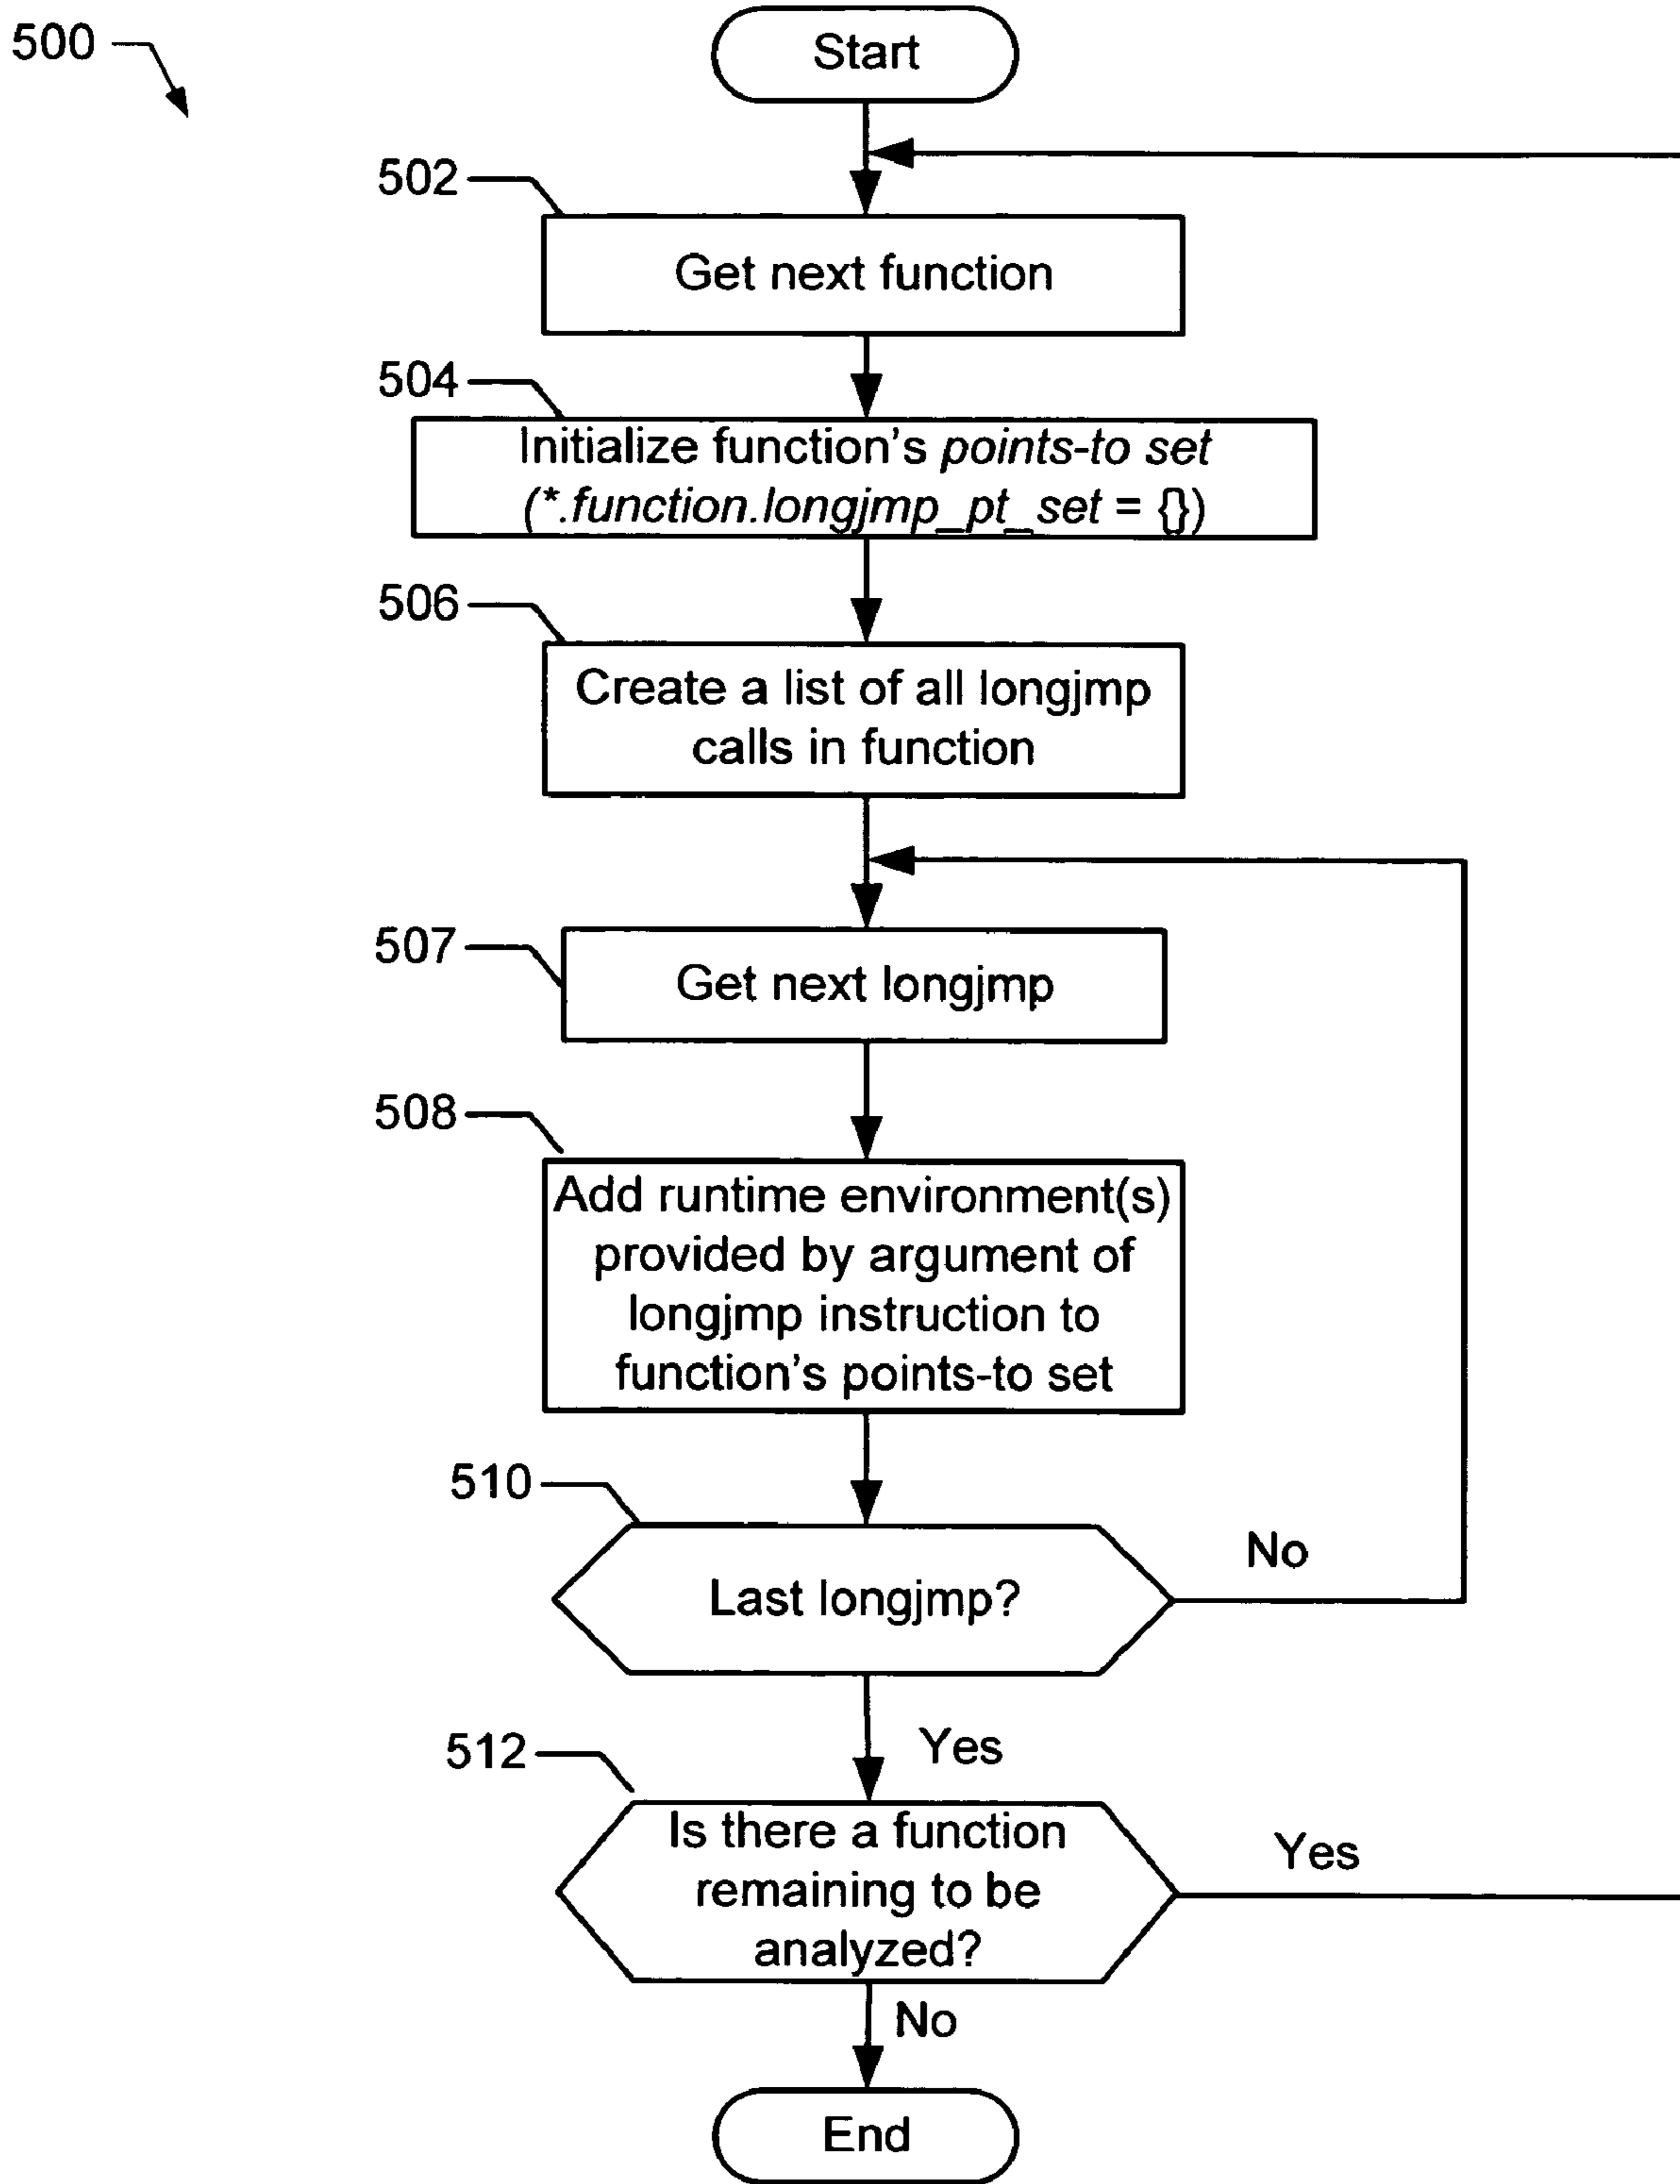 500
Start
502
Get next function
504
Initialize function's points-to set
(*.function.longjmp_pt_set = {})
506
Create a list of all longjmp
calls in function
507
Get next longjmp
508
Add runtime environment(s)
provided by argument of
longjmp instruction to
function's points-to set
510
Last longjmp?
No
Yes
512
Is there a function
remaining to be
analyzed?
Yes
No
End